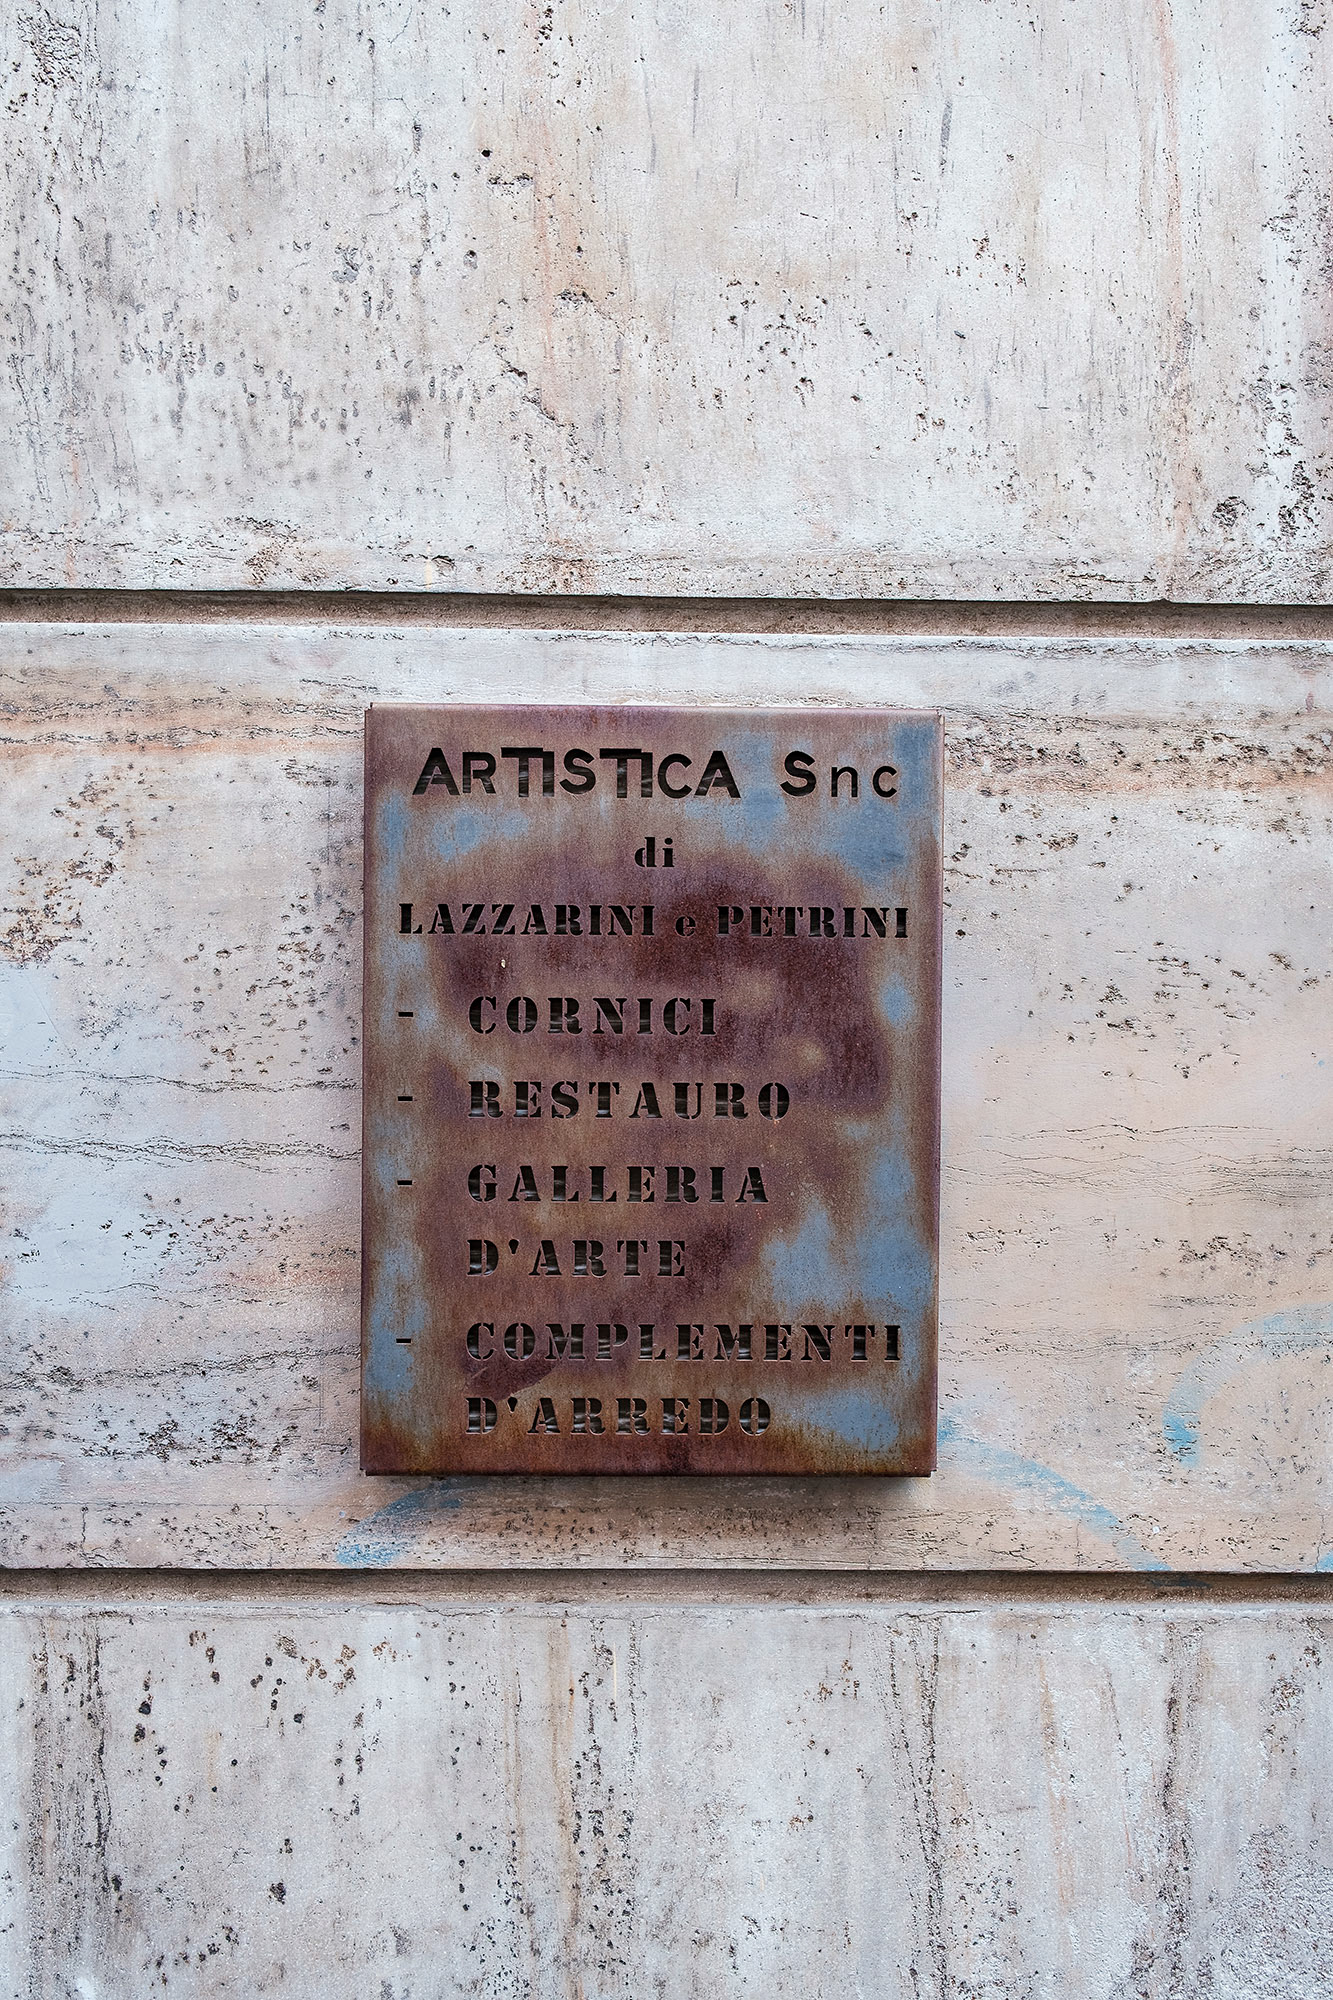 ARTISTICA Snc
di
LAZZARINI e PETRINI
- CORNICI
- RESTAURO
- GALLERIA
D'ARTE
- COMPLEMENTI
D'ARREDO